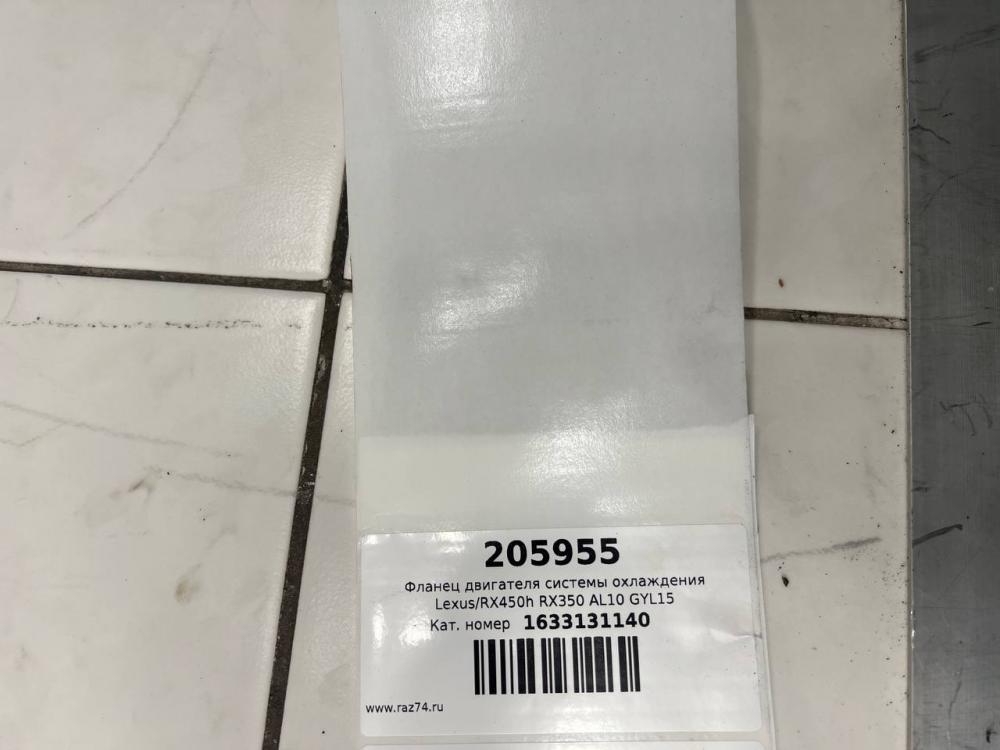 205955
Фланец двигателя системы охлаждения
Lexus/RX450h RX350 AL10 GYL15
Кат. номер 1633131140
www.raz74.ru